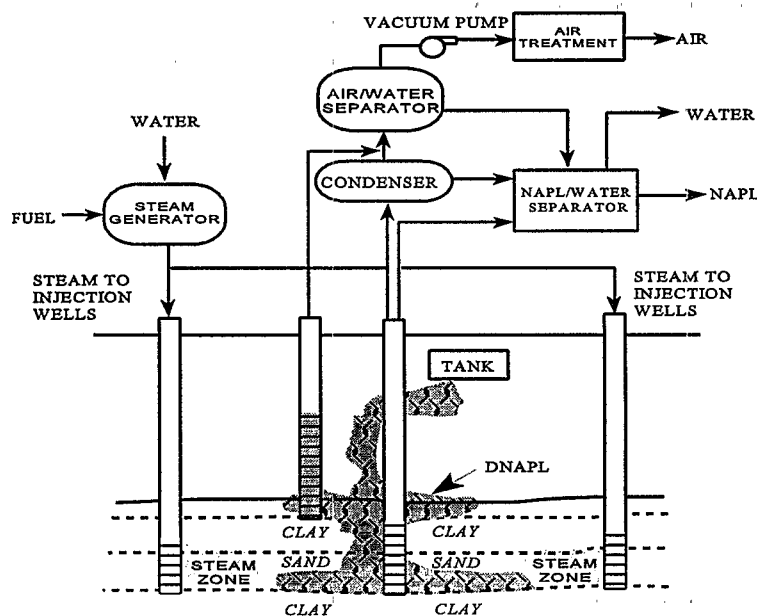 VACUUM PUMP
AIR
TREATMENT
AIR
AIR/WATER
SEPARATOR
WATER
WATER
CONDENSER
STEAM
GENERATOR
NAPL/WATER
SEPARATOR
NAPL
FUEL
STEAM TO
INJECTION
WELLS
STEAM TO
INJECTION
WELLS
TANK
DNAPL
CLAY
CLAY
STEAM
ZONE
SAND
SAND
STEAM
ZONE
CLAY
CLAY